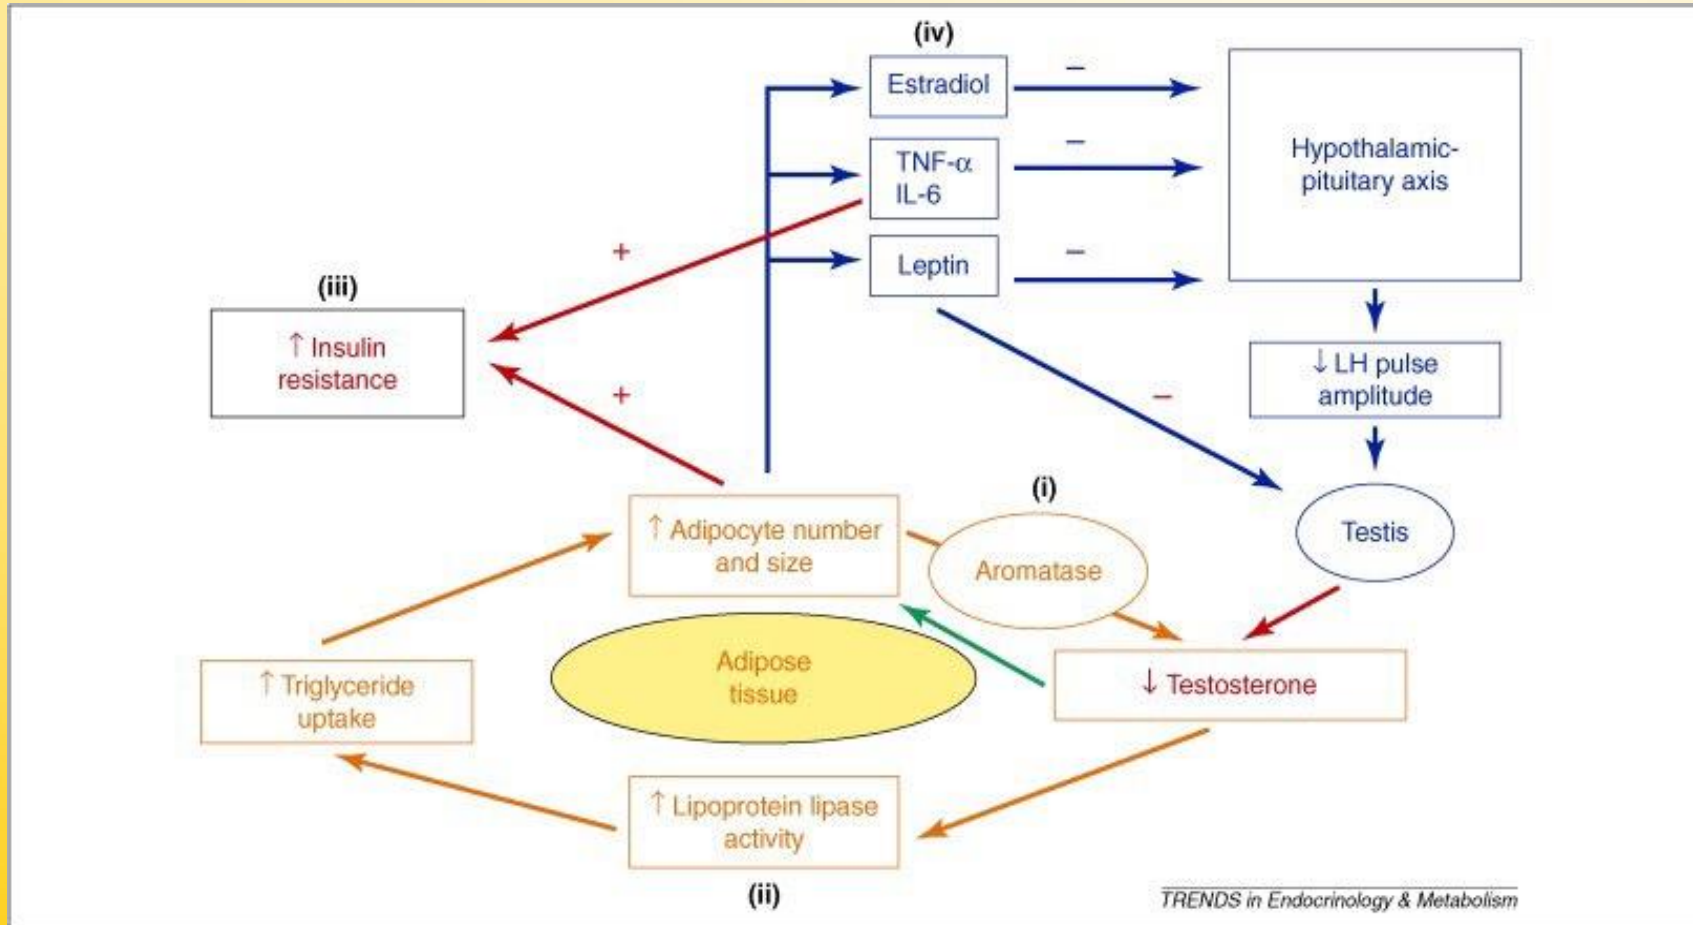 (iv)
Estradiol
−
Hypothalamic-
pituitary axis
TNF-α
IL-6
−
Leptin
−
+
(iii)
↑ Insulin
resistance
+
↓ LH pulse
amplitude
−
(i)
Testis
↑ Adipocyte number
and size
Aromatase
Adipose
tissue
↑ Triglyceride
uptake
↓ Testosterone
↑ Lipoprotein lipase
activity
(ii)
TRENDS in Endocrinology & Metabolism